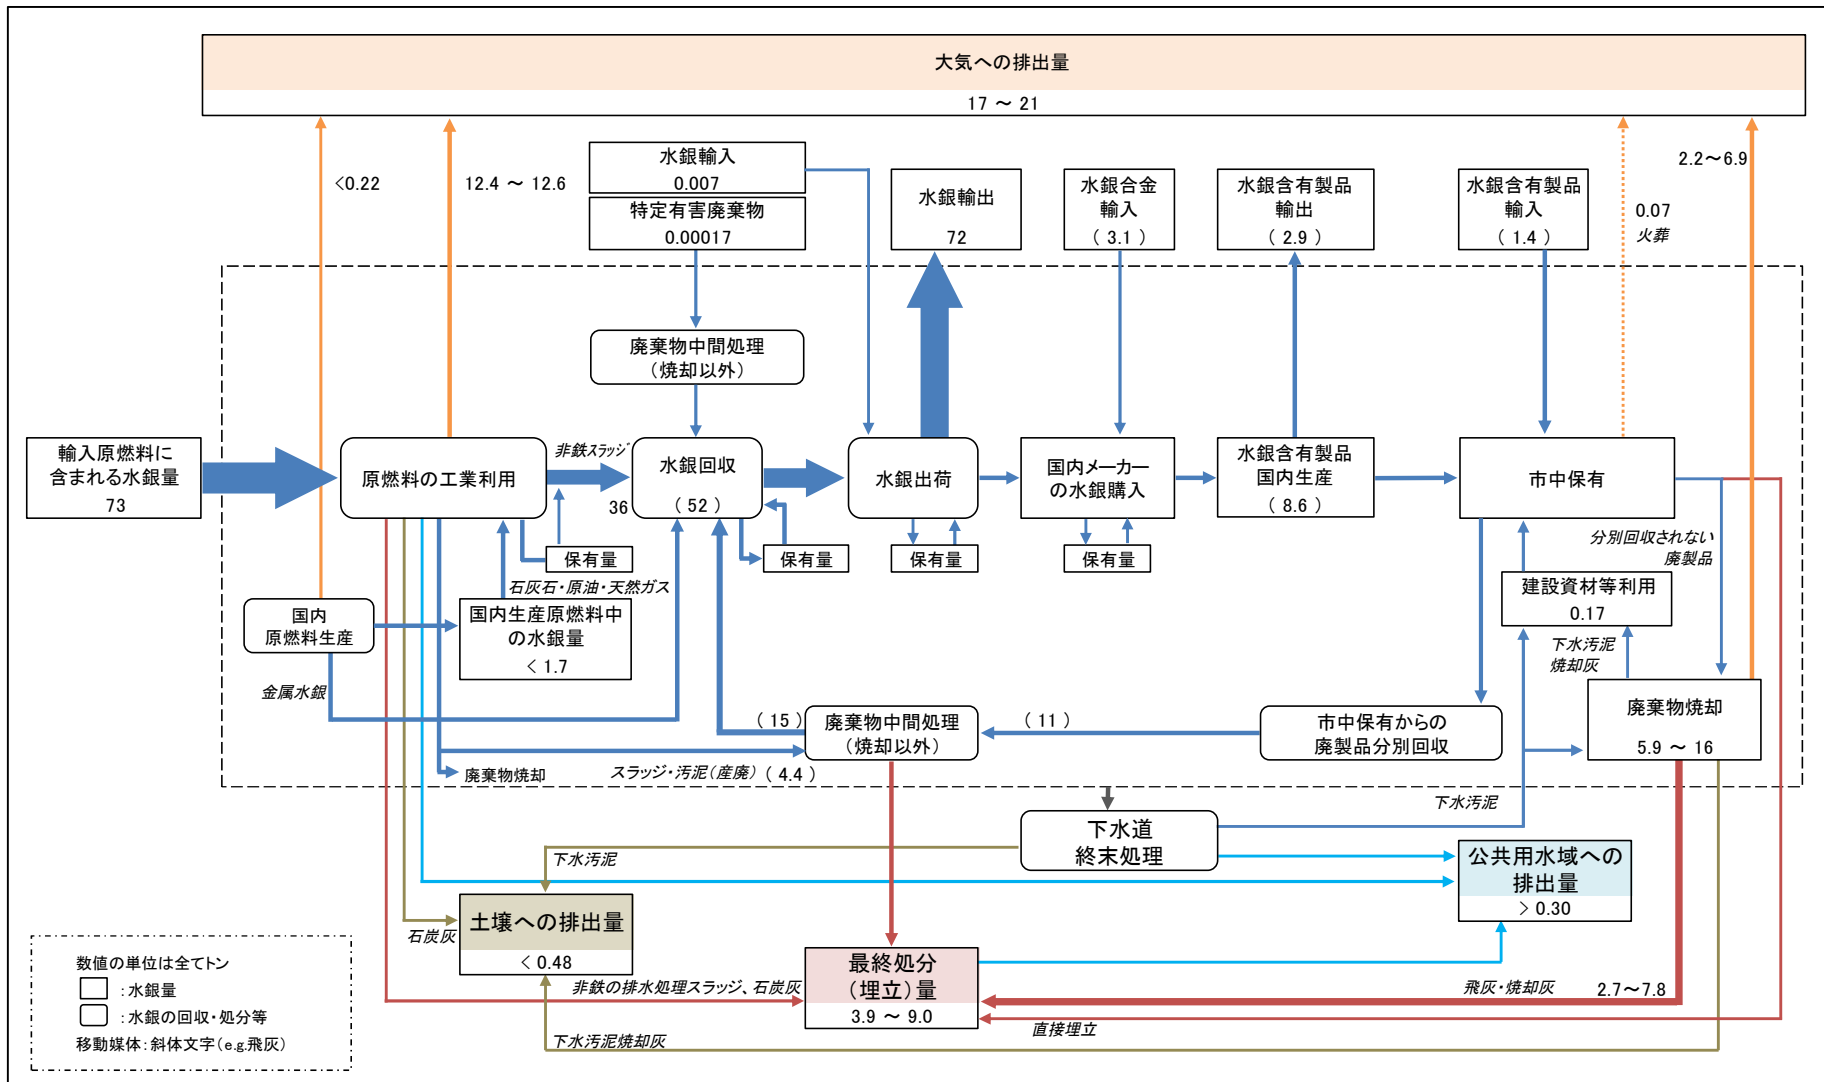 大気への排出量
17 ～ 21
<0.22
12.4 ～ 12.6
水銀輸入
0.007
特定有害廃棄物
0.00017
水銀輸出
72
水銀合金
輸入
( 3.1 )
水銀含有製品
輸出
( 2.9 )
水銀含有製品
輸入
( 1.4 )
0.07
火葬
2.2～6.9
廃棄物中間処理
(焼却以外)
輸入原燃料に
含まれる水銀量
73
原燃料の工業利用
非鉄スラッジ
36
水銀回収
( 52 )
水銀出荷
国内メーカー
の水銀購入
水銀含有製品
国内生産
( 8.6 )
市中保有
保有量
保有量
保有量
保有量
分別回収されない
廃製品
石灰石・原油・天然ガス
国内
原燃料生産
国内生産原燃料中
の水銀量
< 1.7
建設資材等利用
0.17
下水汚泥
焼却灰
金属水銀
( 15 )
廃棄物中間処理
(焼却以外)
( 11 )
市中保有からの
廃製品分別回収
廃棄物焼却
5.9 ～ 16
廃棄物焼却
スラッジ・汚泥(産廃)
( 4.4 )
下水汚泥
下水道
終末処理
下水汚泥
公共用水域への
排出量
> 0.30
土壌への排出量
< 0.48
石炭灰
最終処分
(埋立)量
3.9 ～ 9.0
非鉄の排水処理スラッジ、石炭灰
飛灰・焼却灰
2.7～7.8
直接埋立
下水汚泥焼却灰
数値の単位は全てトン
：水銀量
：水銀の回収・処分等
移動媒体：斜体文字(e.g.飛灰)